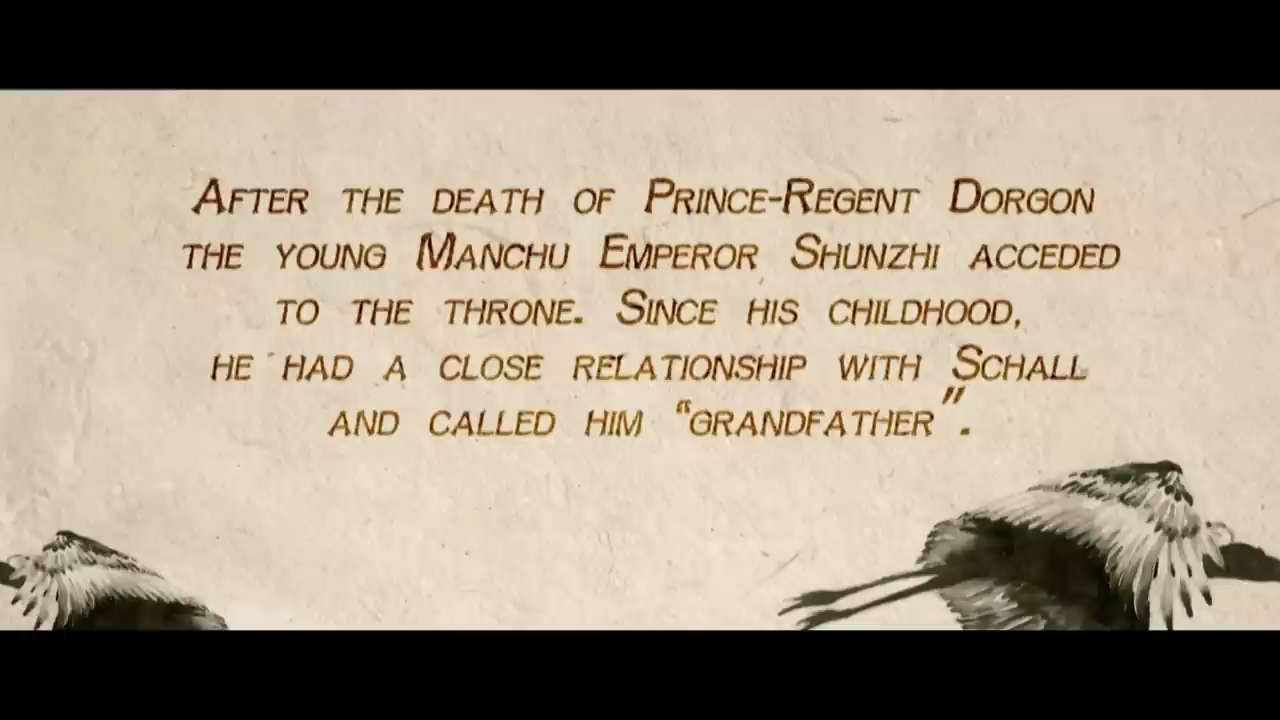 After the death of Prince-Regent Dorgon
the young Manchu Emperor Shunzhi acceded
to the throne. Since his childhood,
he had a close relationship with Schall
and called him “grandfather”.